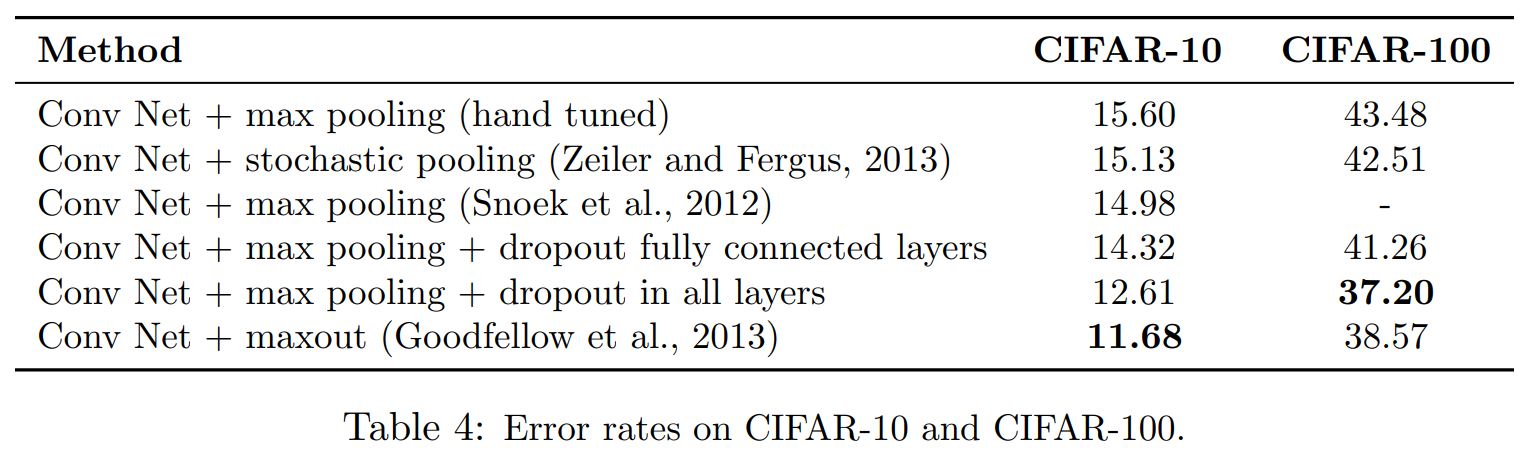 Method CIFAR-10 CIFAR-100
Conv Net + max pooling (hand tuned) 15.60 43.48
Conv Net + stochastic pooling (Zeiler and Fergus, 2013) 15.13 42.51
Conv Net + max pooling (Snoek et al., 2012) 14.98 -
Conv Net + max pooling + dropout fully connected layers 14.32 41.26
Conv Net + max pooling + dropout in all layers 12.61 37.20
Conv Net + maxout (Goodfellow et al., 2013) 11.68 38.57
Table 4: Error rates on CIFAR-10 and CIFAR-100.